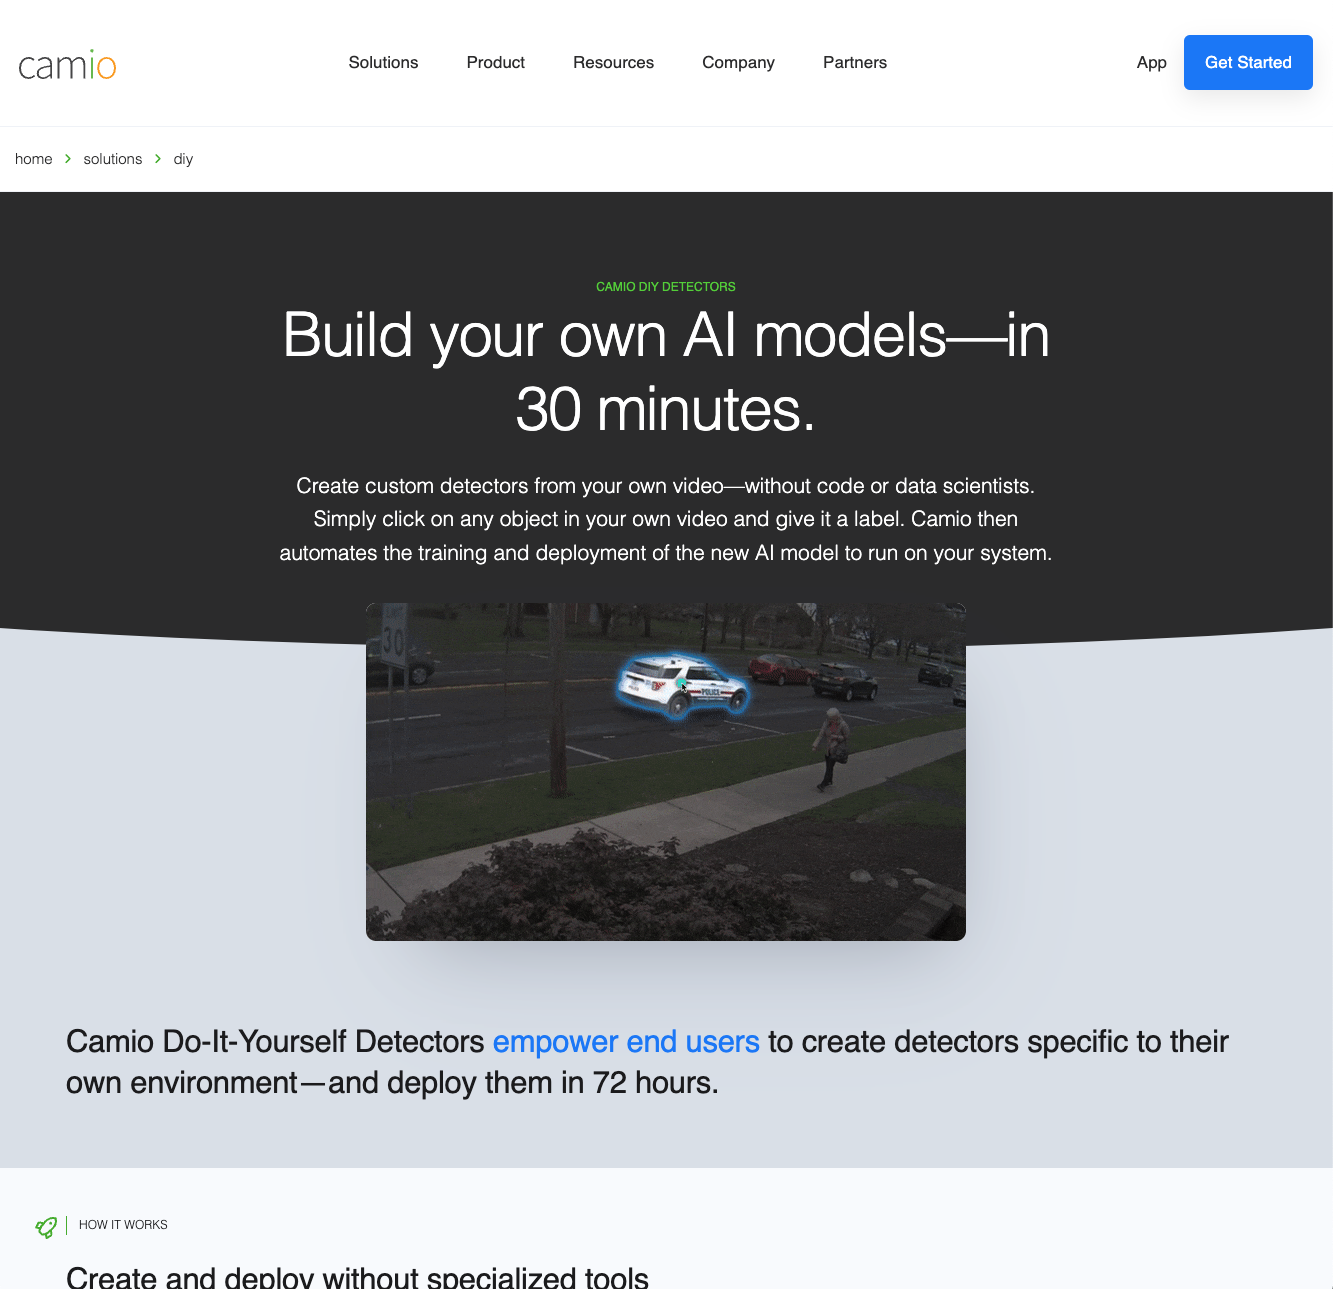 camio
Solutions
Product
Resources
Company
Partners
App
Get Started
home
solutions
diy
CAMIO DIY DETECTORS
Build your own AI models—in
30 minutes.
Create custom detectors from your own video—without code or data scientists.
Simply click on any object in your own video and give it a label. Camio then
automates the training and deployment of the new AI model to run on your system.
30
POLICE
Camio Do-It-Yourself Detectors empower end users to create detectors specific to their
own environment—and deploy them in 72 hours.
HOW IT WORKS
Create and deploy without specialized tools